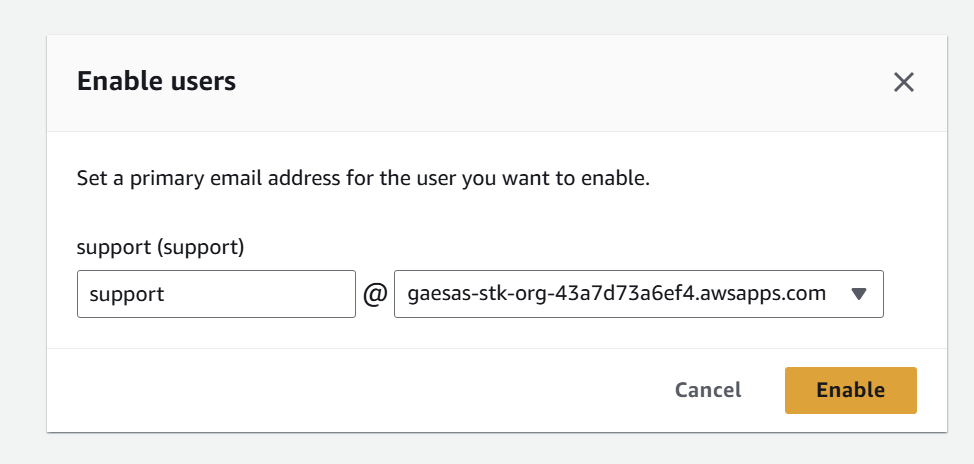 Enable users
Set a primary email address for the user you want to enable.
support (support)
support @ gaesas-stk-org-43a7d73a6ef4.awsapps.com
Cancel Enable